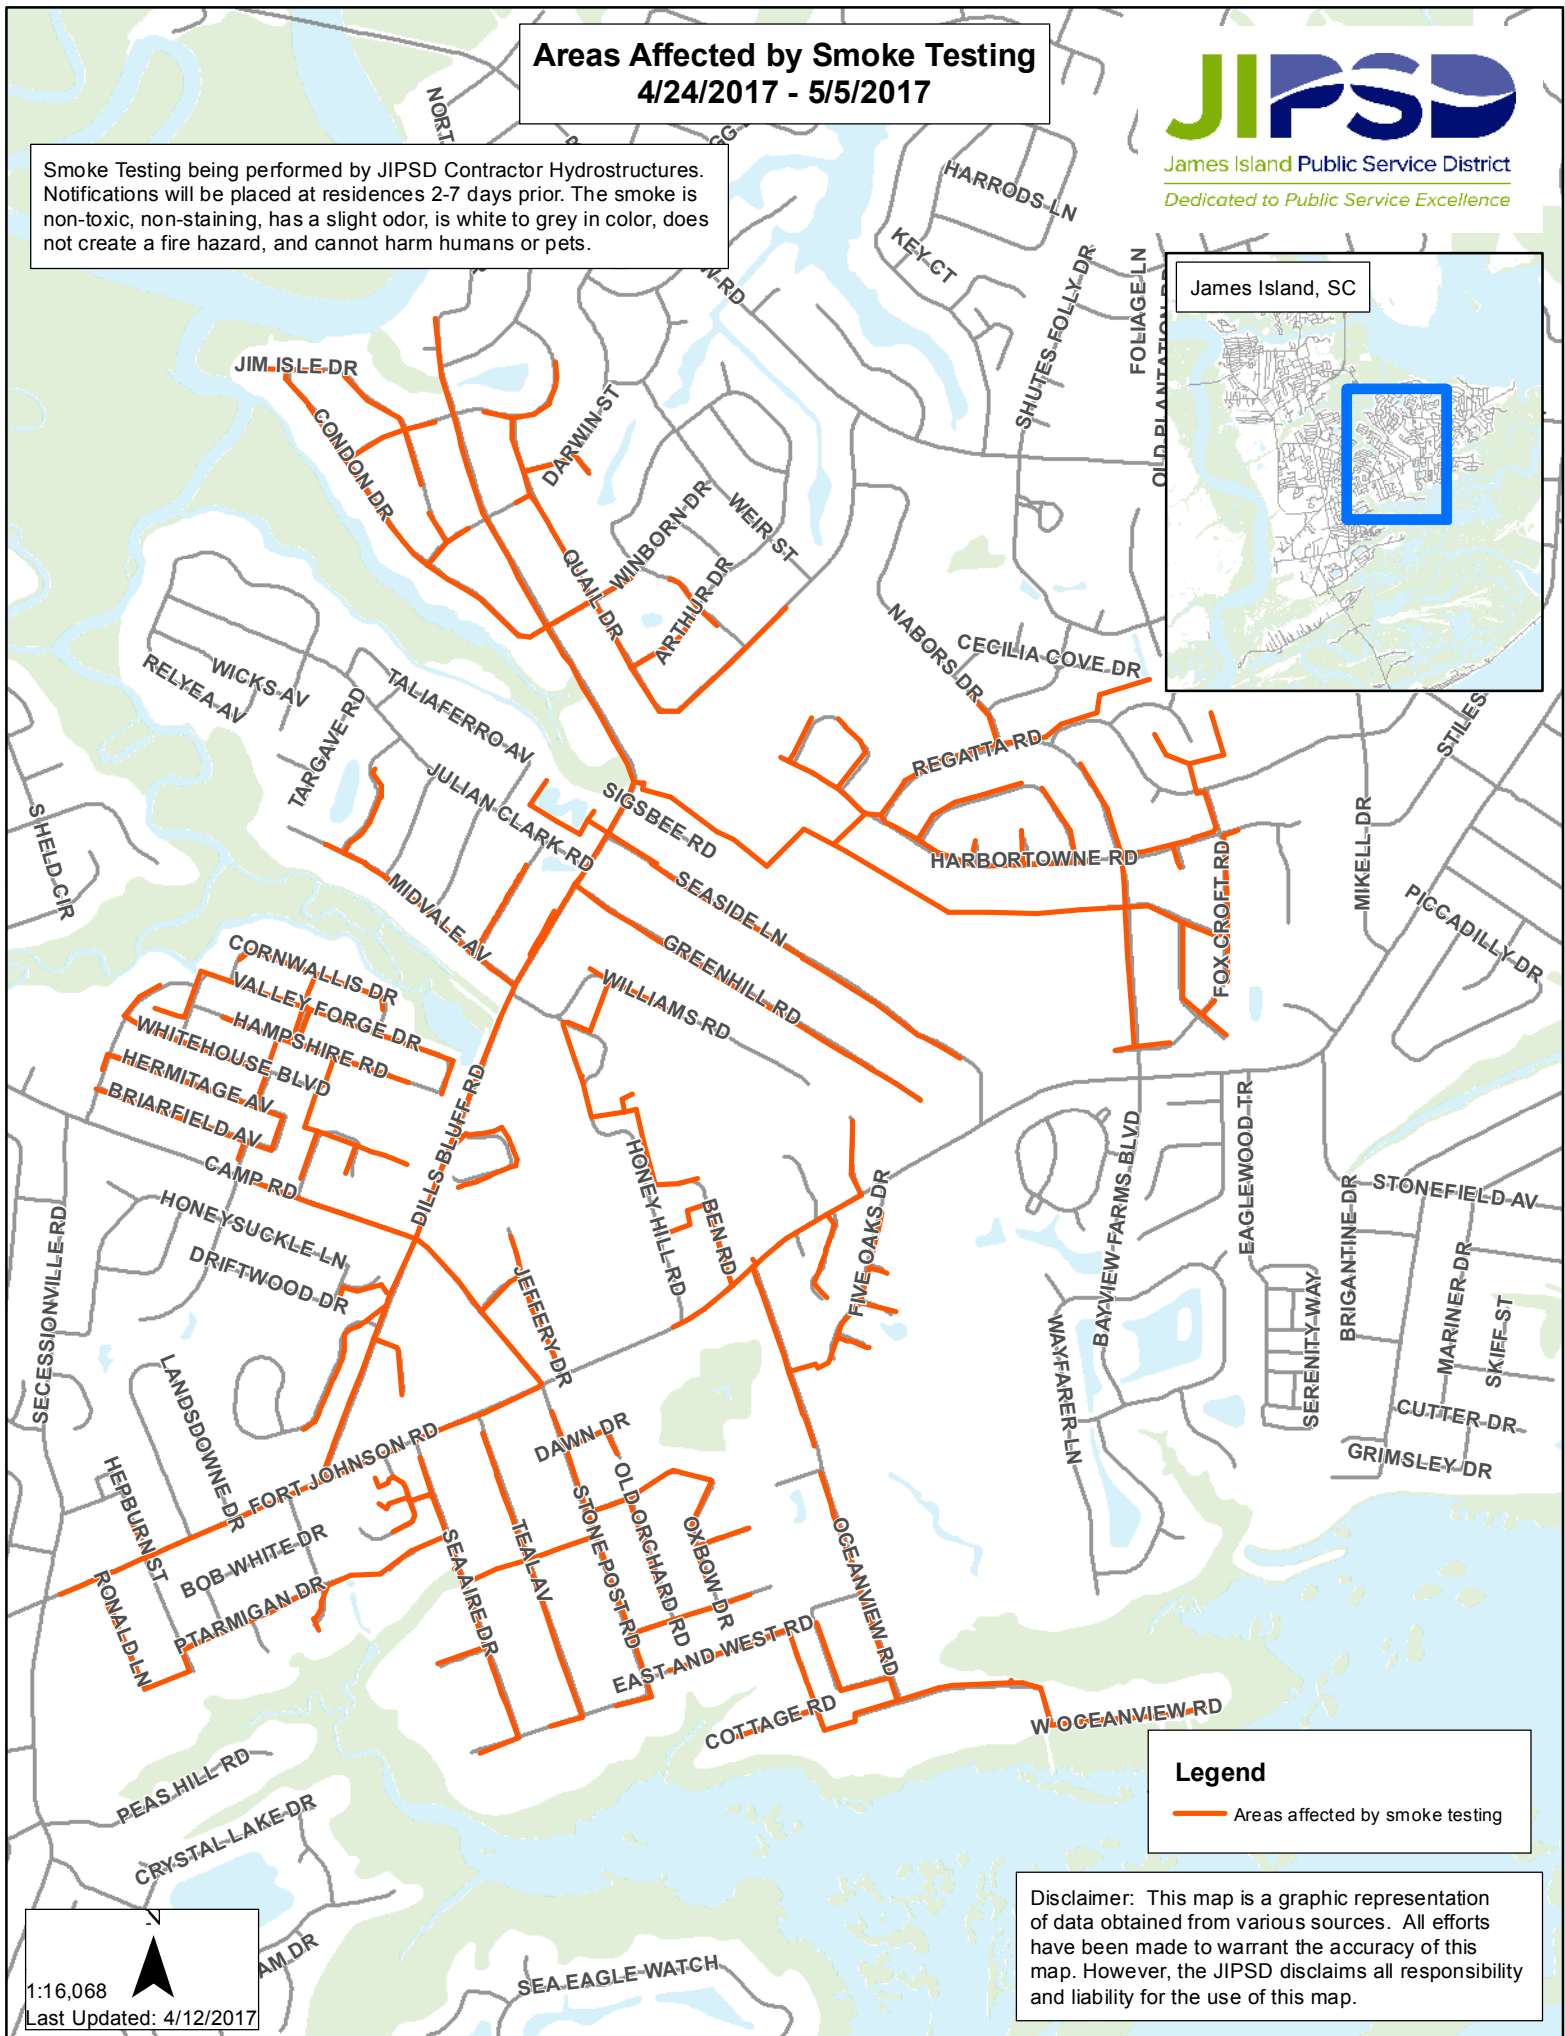 Areas Affected by Smoke Testing
4/24/2017 - 5/5/2017
JIPSD
James Island Public Service District
Dedicated to Public Service Excellence
Smoke Testing being performed by JIPSD Contractor Hydrostructures.
Notifications will be placed at residences 2-7 days prior. The smoke is
non-toxic, non-staining, has a slight odor, is white to grey in color, does
not create a fire hazard, and cannot harm humans or pets.
James Island, SC
HARRODS LN
KEY CT
SHUTES FOLLY DR
FOLIAGE LN
OLD PLANTATION RD
JIM ISLE DR
CONDON DR
DARWIN ST
WINBORN DR
WEIR ST
QUAIL DR
ARTHUR DR
NABORS DR
CECILIA COVE DR
REGATTA RD
RELYEA AV
WICKS AV
TARGAVE RD
TALIAFERRO AV
JULIAN CLARK RD
SIGSBEE RD
STILES
SHELD CIR
MIDVALE AV
SEASIDE LN
HARBORTOWNE RD
FOXCROFT RD
MIKELL DR
PICCADILLY DR
GREENHILL RD
WILLIAMS RD
CORNWALLIS DR
VALLEY FORGE DR
HAMPSHIRE RD
WHITEHOUSE BLVD
HERMITAGE AV
BRIARFIELD AV
CAMP RD
DILLS BLUFF RD
HONEYSUCKLE LN
DRIFTWOOD DR
SECESSIONVILLE RD
HONEY HILL RD
BEN RD
FIVE OAKS DR
BAYVIEW FARMS BLVD
EAGLEWOOD TR
STONEFIELD AV
BRIGANTINE DR
SERENITY WAY
MARINER DR
SKIFF ST
WAYFARER LN
CUTTER DR
GRIMSLEY DR
JEFFERY DR
LANDSDOWNE DR
FORT JOHNSON RD
HEPBURN ST
BOB WHITE DR
RONALD LN
PTARMIGAN DR
DAWN DR
SEA AIRE DR
TEAL AV
STONE POST RD
OLD ORCHARD RD
OXBOW DR
OCEANVIEW RD
EAST AND WEST RD
COTTAGE RD
W OCEANVIEW RD
PEAS HILL RD
CRYSTAL LAKE DR
SEA EAGLE WATCH
Legend
Areas affected by smoke testing
Disclaimer: This map is a graphic representation
of data obtained from various sources. All efforts
have been made to warrant the accuracy of this
map. However, the JIPSD disclaims all responsibility
and liability for the use of this map.
1:16,068
Last Updated: 4/12/2017